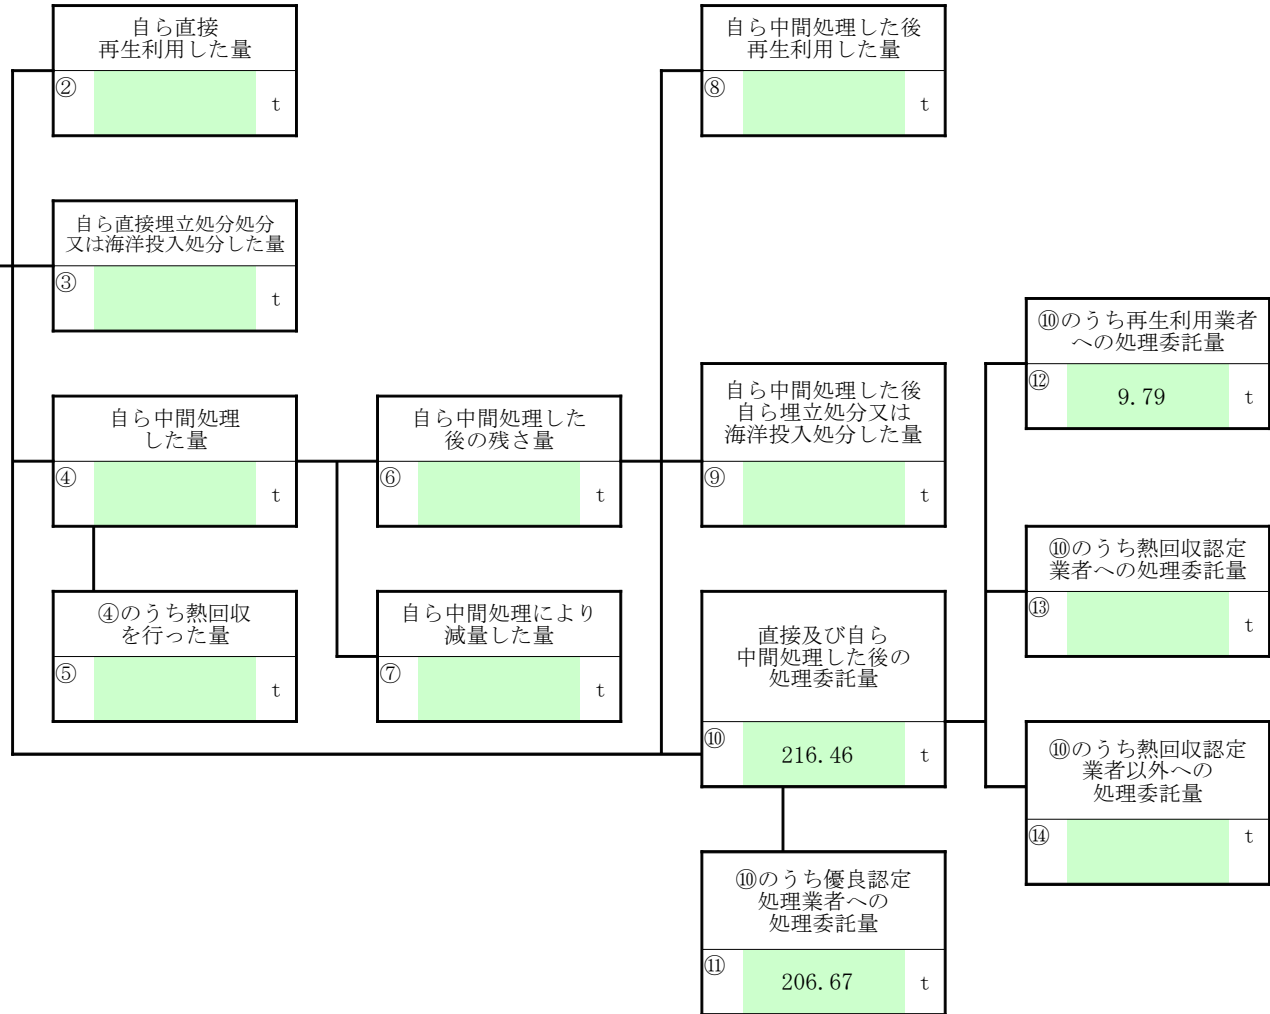 自ら直接
再生利用した量
②
t
自ら中間処理した後
再生利用した量
⑧
t
自ら直接埋立処分処分
又は海洋投入処分した量
③
t
⑩のうち再生利用業者
への処理委託量
⑫
9.79
t
自ら中間処理
した量
④
t
自ら中間処理した
後の残さ量
⑥
t
自ら中間処理した後
自ら埋立処分又は
海洋投入処分した量
⑨
t
⑩のうち熱回収認定
業者への処理委託量
⑬
t
④のうち熱回収
を行った量
⑤
t
自ら中間処理により
減量した量
⑦
t
直接及び自ら
中間処理した後の
処理委託量
⑩
216.46
t
⑩のうち熱回収認定
業者以外への
処理委託量
⑭
t
⑩のうち優良認定
処理業者への
処理委託量
⑪
206.67
t